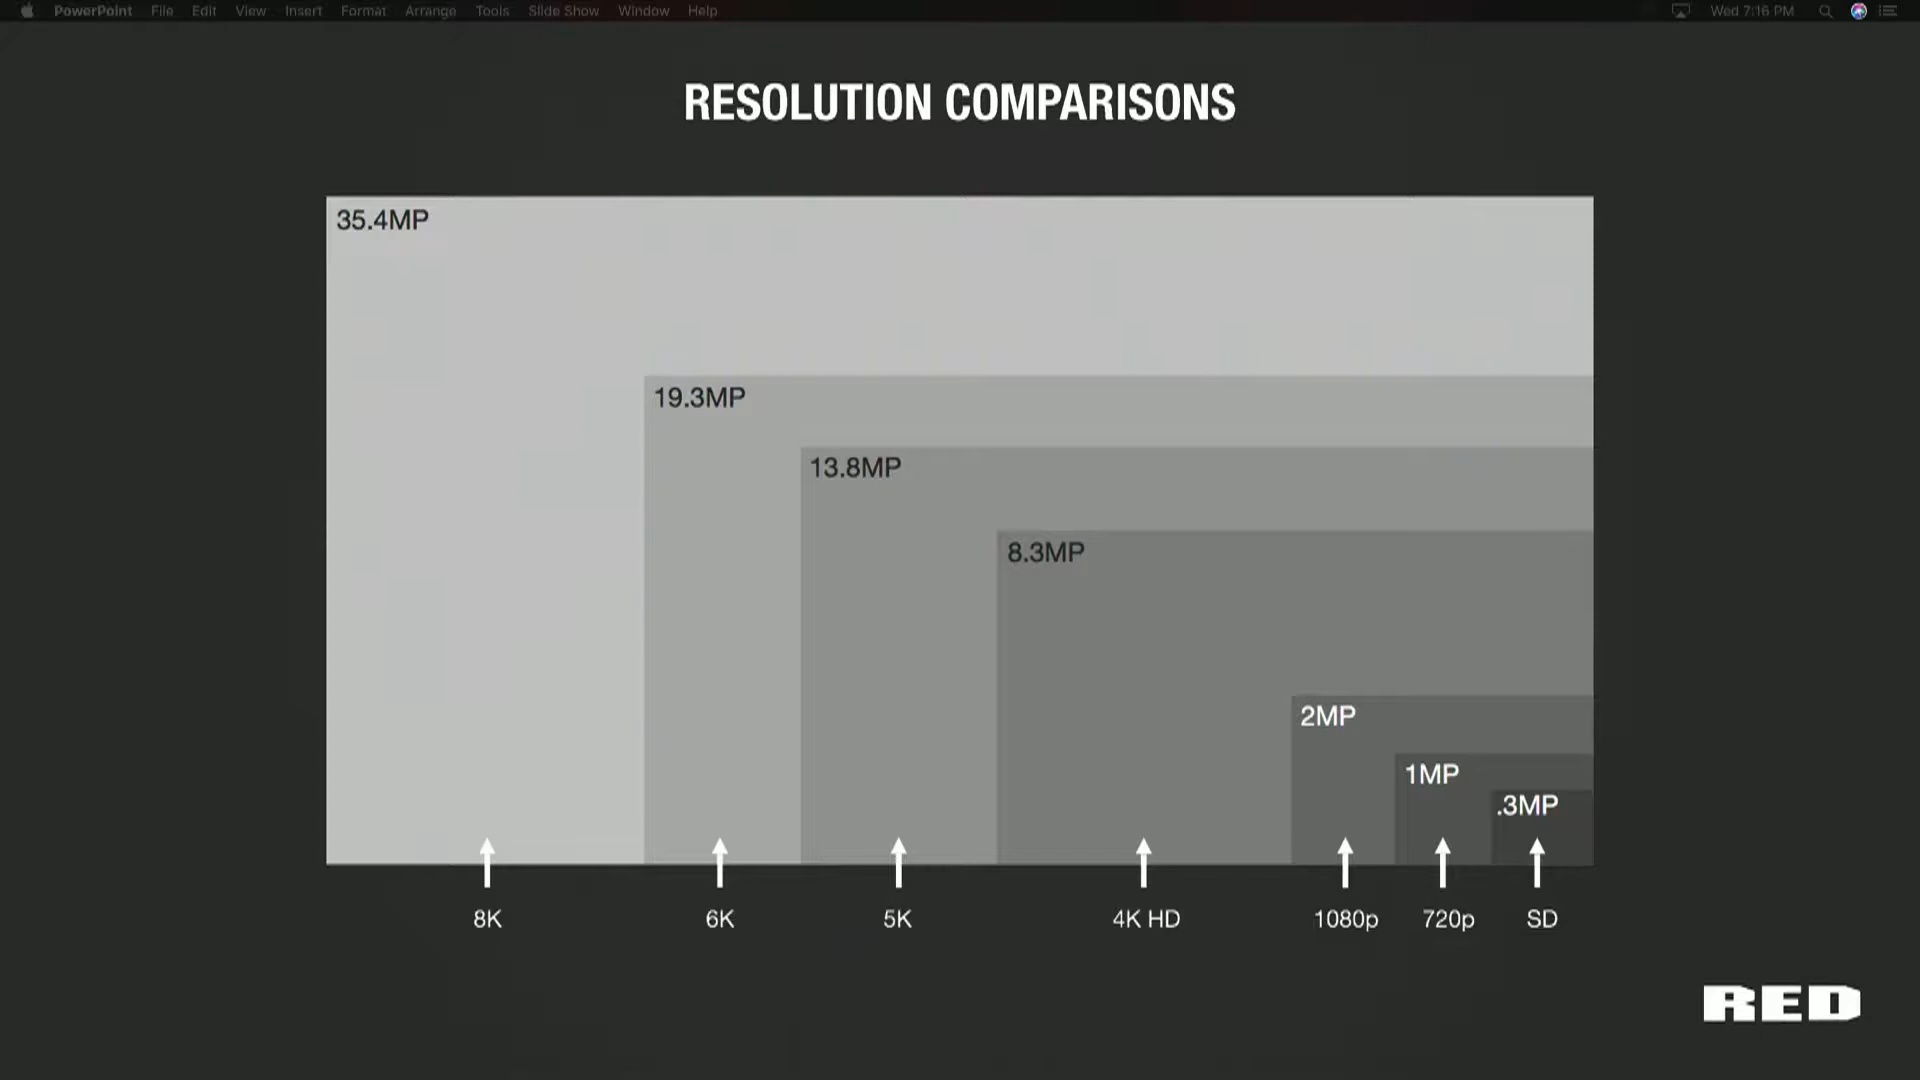 PowerPoint File Edit View Insert Format Arrange Tools Slide Show Window Help Wed 7:16 PM
RESOLUTION COMPARISONS
35.4MP
19.3MP
13.8MP
8.3MP
2MP
1MP
.3MP
8K 6K 5K 4K HD 1080p 720p SD
RED